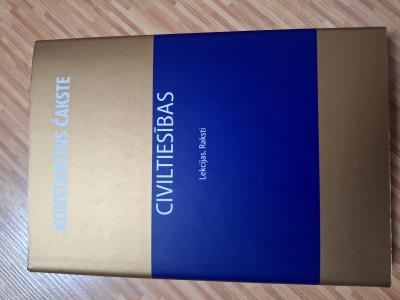 KONSTANTĪNS ČAKSTE
CIVILTIESĪBAS
Lekcijas. Raksti